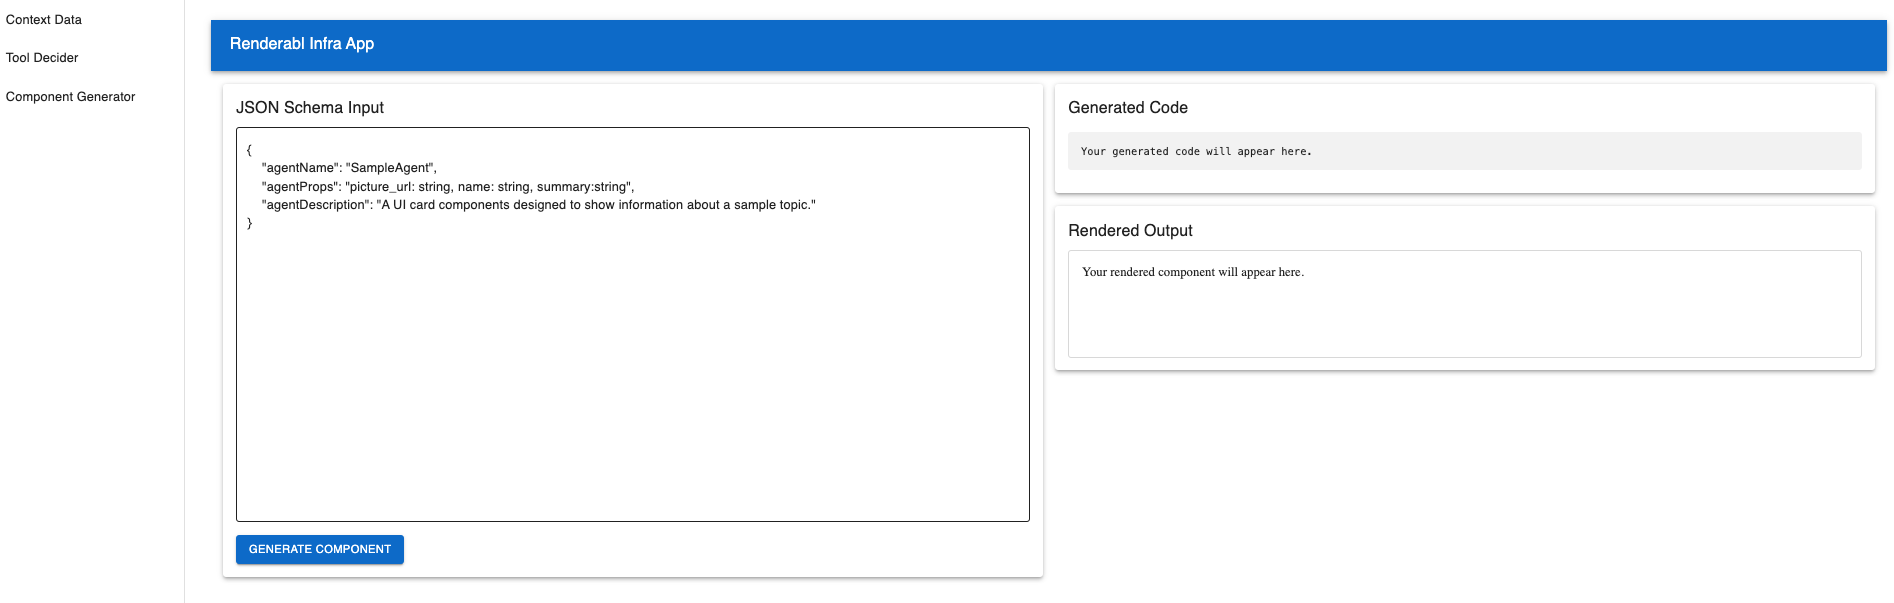 Context Data
Tool Decider
Component Generator
Renderabl Infra App
JSON Schema Input
{
"agentName": "SampleAgent",
"agentProps": "picture_url: string, name: string, summary:string",
"agentDescription": "A UI card components designed to show information about a sample topic."
}
GENERATE COMPONENT
Generated Code
Your generated code will appear here.
Rendered Output
Your rendered component will appear here.